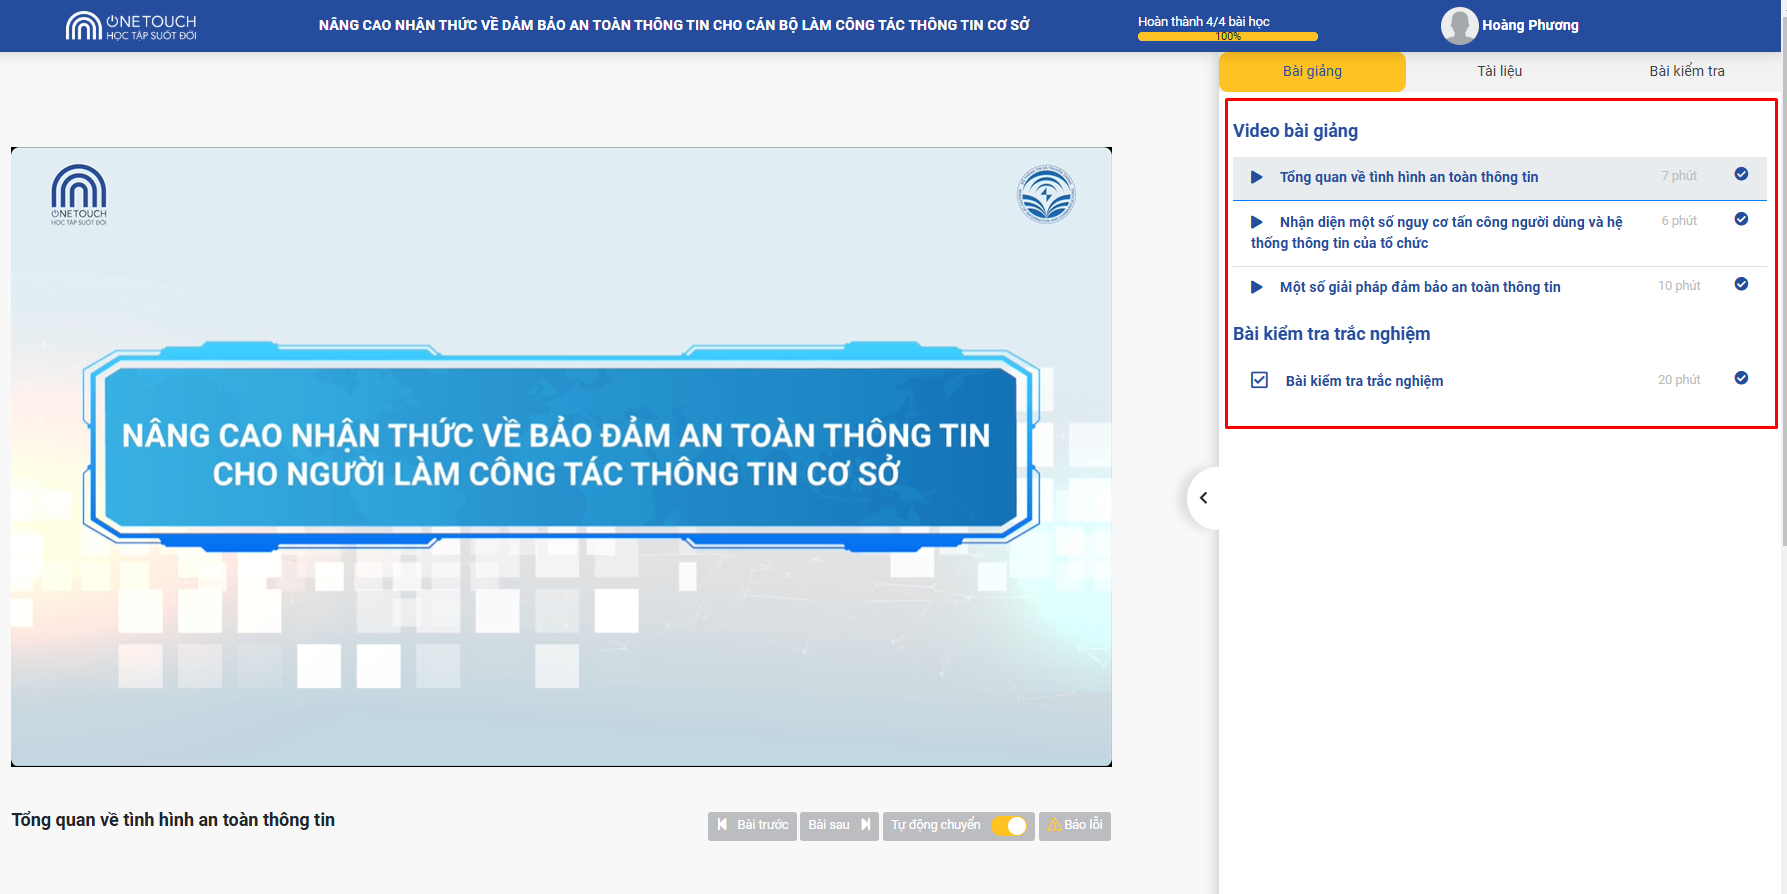 ONETOUCH
HỌC TẬP SUỐT ĐỜI
NÂNG CAO NHẬN THỨC VỀ DẢM BẢO AN TOÀN THÔNG TIN CHO CÁN BỘ LÀM CÔNG TÁC THÔNG TIN CƠ SỞ
Hoàn thành 4/4 bài học
100%
Hoàng Phương
Bài giảng
Tài liệu
Bài kiểm tra
ONETOUCH
HỌC TẬP SUỐT ĐỜI
NÂNG CAO NHẬN THỨC VỀ BẢO ĐẢM AN TOÀN THÔNG TIN
CHO NGƯỜI LÀM CÔNG TÁC THÔNG TIN CƠ SỞ
Tổng quan về tình hình an toàn thông tin
Bài trước
Bài sau
Tự động chuyển
Báo lỗi
Video bài giảng
Tổng quan về tình hình an toàn thông tin 7 phút
Nhận diện một số nguy cơ tấn công người dùng và hệ 6 phút
thống thông tin của tổ chức
Một số giải pháp đảm bảo an toàn thông tin 10 phút
Bài kiểm tra trắc nghiệm
Bài kiểm tra trắc nghiệm 20 phút